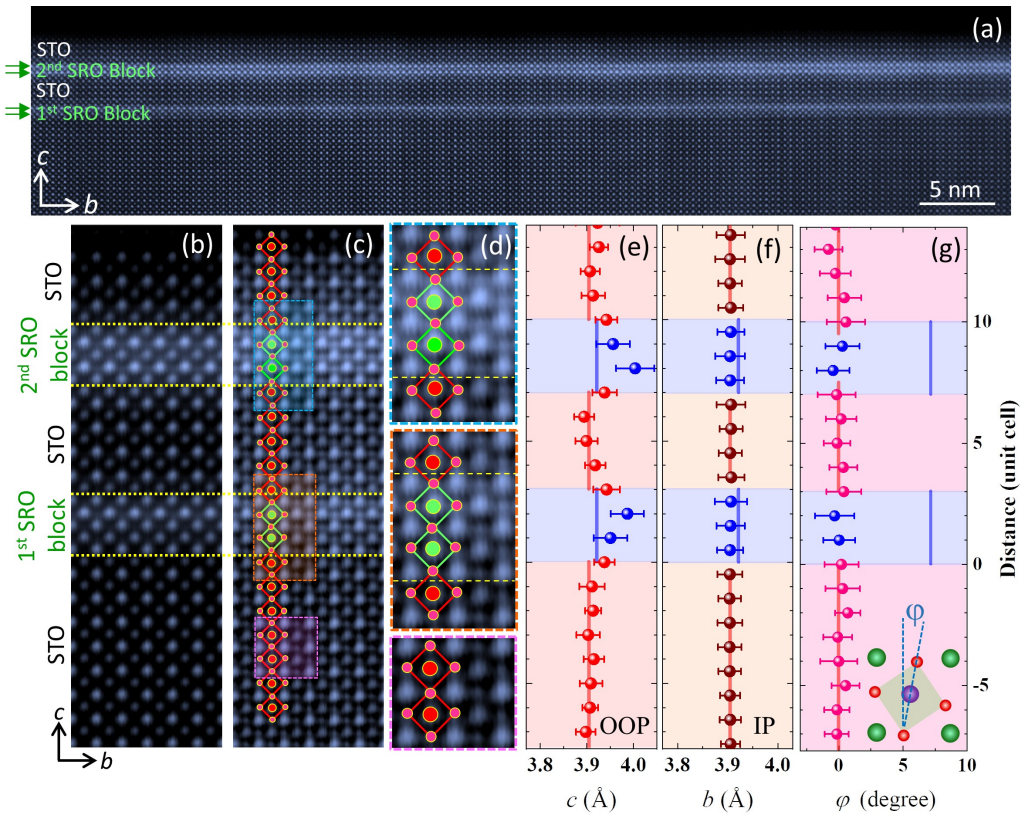 (a)
STO
2nd SRO Block
STO
1st SRO Block
c
b
5 nm
(b)
(c)
(d)
(e)
(f)
(g)
STO
2nd SRO
block
STO
1st SRO
block
STO
c
b
OOP
IP
φ
10
5
0
-5
Distance (unit cell)
3.8 3.9 4.0
3.8 3.9 4.0
0 5 10
c (Å)
b (Å)
φ (degree)